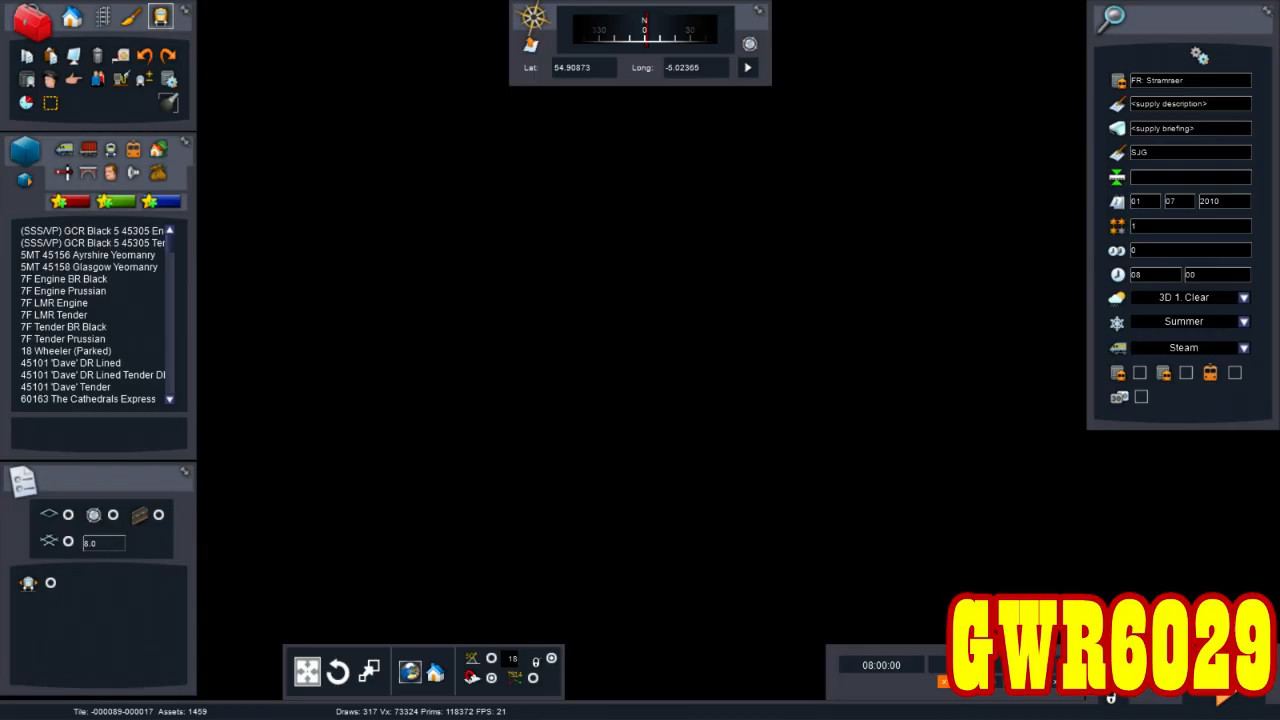 330
N
0
30
Lat:
54.90873
Long:
-5.02365
FR: Stramraer
<supply description>
<supply briefing>
SJG
01
07
2010
1
0
08
00
3D 1. Clear
Summer
Steam
(SSS/VP) GCR Black 5 45305 En
(SSS/VP) GCR Black 5 45305 Ter
5MT 45156 Ayrshire Yeomanry
5MT 45158 Glasgow Yeomanry
7F Engine BR Black
7F Engine Prussian
7F LMR Engine
7F LMR Tender
7F Tender BR Black
7F Tender Prussian
18 Wheeler (Parked)
45101 'Dave' DR Lined
45101 'Dave' DR Lined Tender DI
45101 'Dave' Tender
60163 The Cathedrals Express
8.0
18
08:00:00
GWR6029
Tile: -000089-000017 Assets: 1459
Draws: 317 Vx: 73324 Prims: 118372 FPS: 21